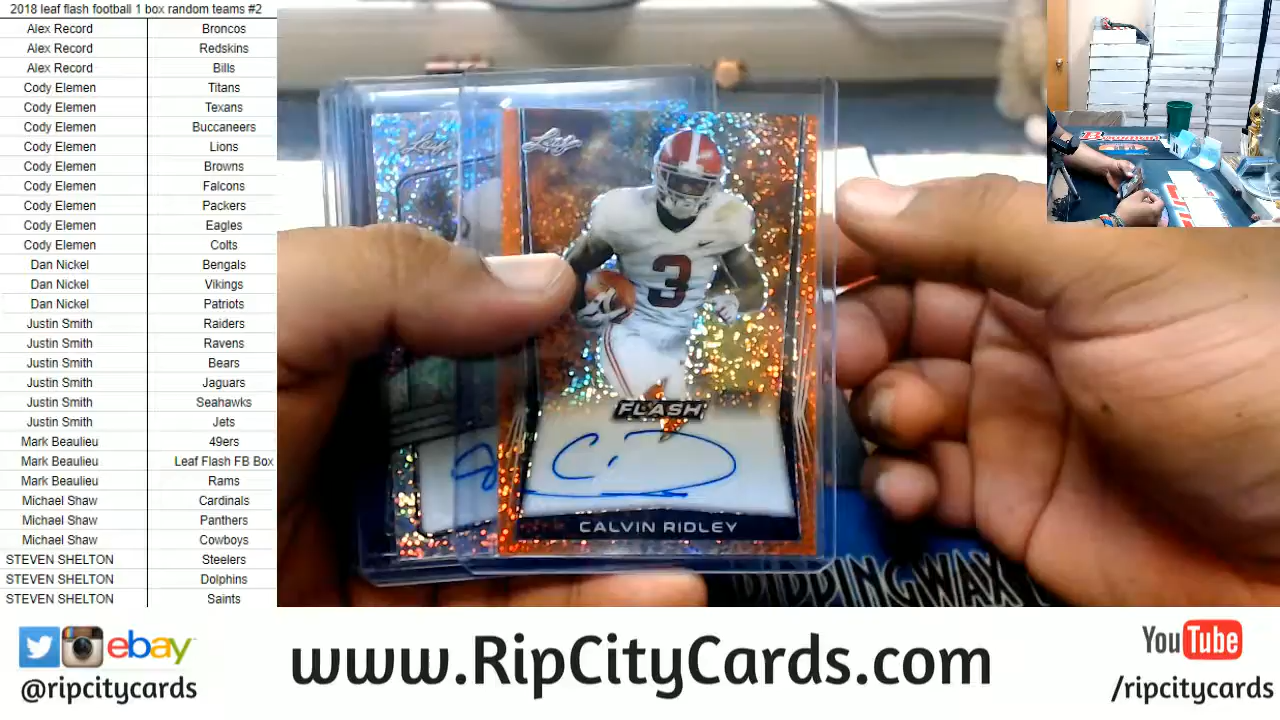 2018 leaf flash football 1 box random teams #2
Alex Record Broncos
Alex Record Redskins
Alex Record Bills
Cody Elemen Titans
Cody Elemen Texans
Cody Elemen Buccaneers
Cody Elemen Lions
Cody Elemen Browns
Cody Elemen Falcons
Cody Elemen Packers
Cody Elemen Eagles
Cody Elemen Colts
Dan Nickel Bengals
Dan Nickel Vikings
Dan Nickel Patriots
Justin Smith Raiders
Justin Smith Ravens
Justin Smith Bears
Justin Smith Jaguars
Justin Smith Seahawks
Justin Smith Jets
Mark Beaulieu 49ers
Mark Beaulieu Leaf Flash FB Box
Mark Beaulieu Rams
Michael Shaw Cardinals
Michael Shaw Panthers
Michael Shaw Cowboys
STEVEN SHELTON Steelers
STEVEN SHELTON Dolphins
STEVEN SHELTON Saints
Leaf
3
FLASH
CALVIN RIDLEY
ebay
@ripcitycards
www.RipCityCards.com
YouTube
/ripcitycards